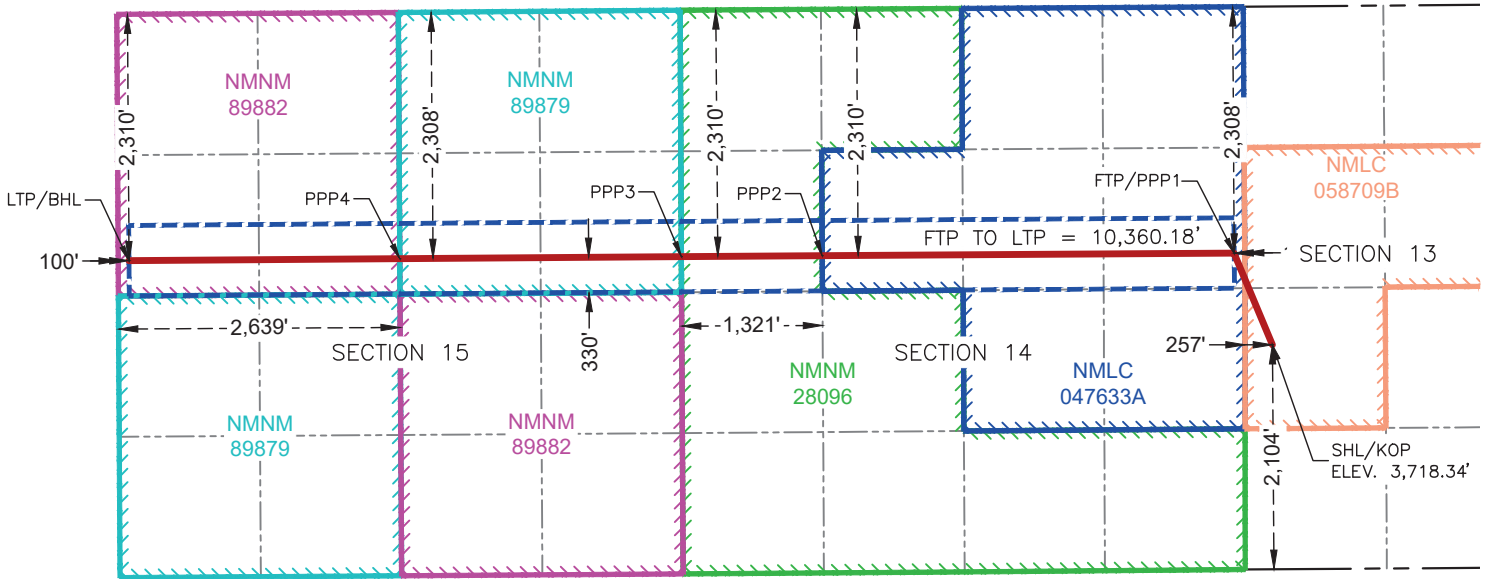 NMNM
89882
NMNM
89879
2,310'
2,308'
2,310'
2,310'
2,308'
NMLC
058709B
LTP/BHL
PPP4
PPP3
PPP2
FTP/PPP1
FTP TO LTP = 10,360.18'
SECTION 13
100'
2,639'
SECTION 15
330'
1,321'
SECTION 14
257'
NMNM
28096
NMLC
047633A
NMNM
89879
NMNM
89882
2,104'
SHL/KOP
ELEV. 3,718.34'